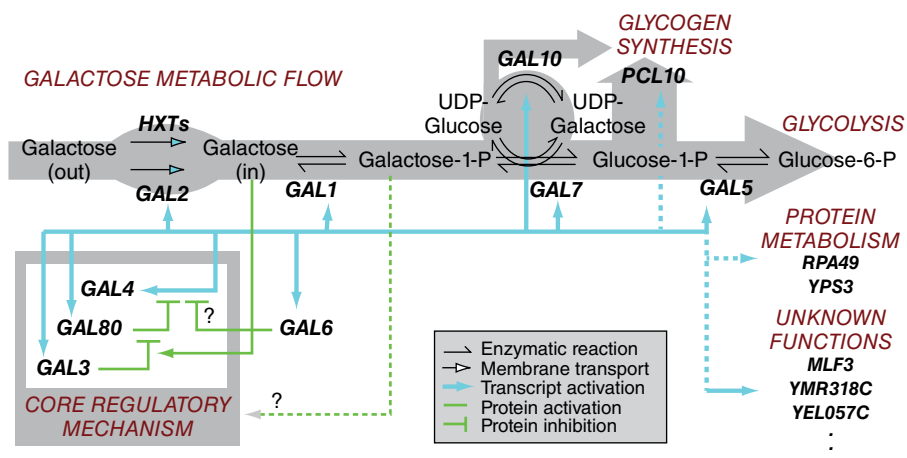 GLYCOGEN
SYNTHESIS
GALACTOSE METABOLIC FLOW
GAL10
PCL10
HXTs
UDP-
Glucose
UDP-
Galactose
GLYCOLYSIS
Galactose
(out)
Galactose
(in)
Galactose-1-P
Glucose-1-P
Glucose-6-P
GAL2
GAL1
GAL7
GAL5
PROTEIN
METABOLISM
RPA49
YPS3
GAL4
GAL80
?
GAL6
GAL3
UNKNOWN
FUNCTIONS
MLF3
YMR318C
YEL057C
.
.
CORE REGULATORY
MECHANISM
?
Enzymatic reaction
Membrane transport
Transcript activation
Protein activation
Protein inhibition